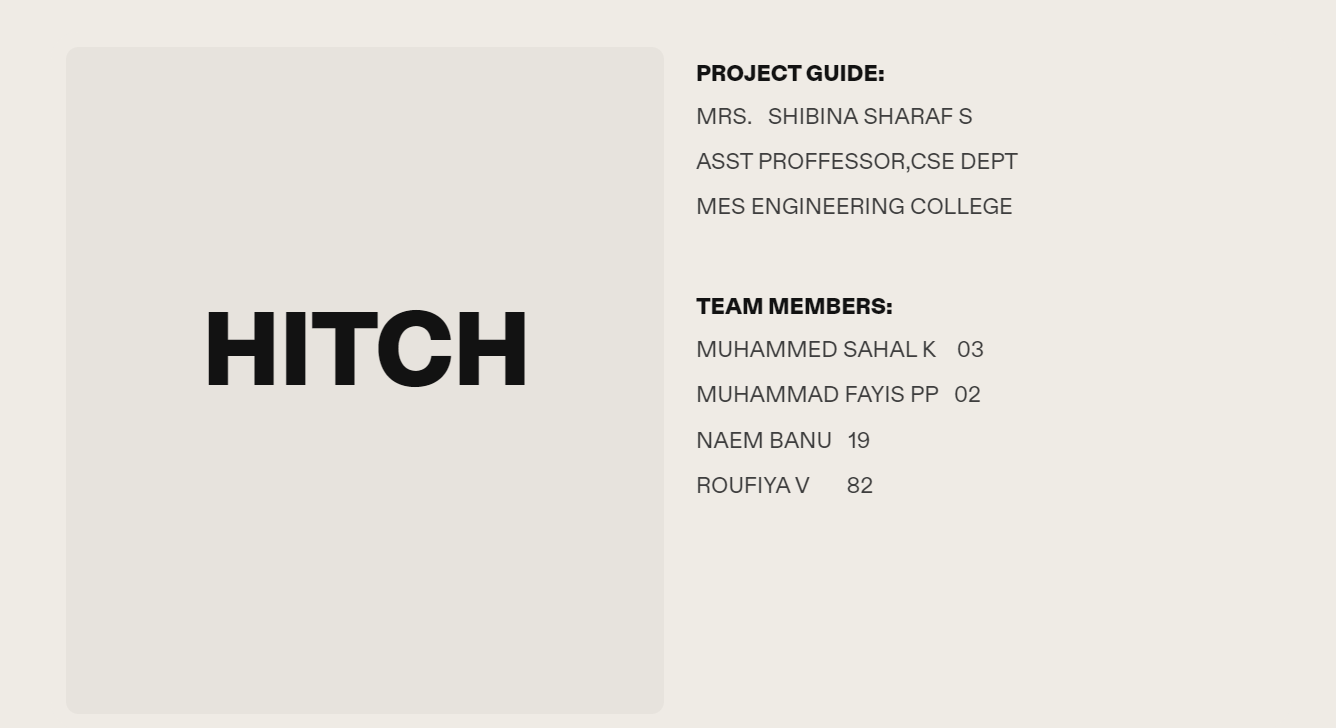 HITCH
PROJECT GUIDE:
MRS. SHIBINA SHARAF S
ASST PROFFESSOR,CSE DEPT
MES ENGINEERING COLLEGE
TEAM MEMBERS:
MUHAMMED SAHAL K 03
MUHAMMAD FAYIS PP 02
NAEM BANU 19
ROUFIYA V 82